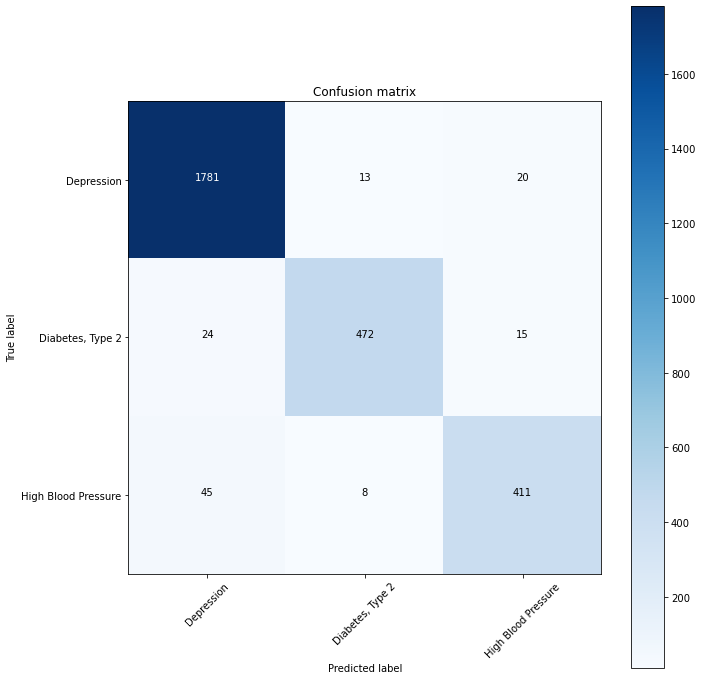 Confusion matrix
True label
Depression 1781 13 20
Diabetes, Type 2 24 472 15
High Blood Pressure 45 8 411
Depression Diabetes, Type 2 High Blood Pressure
Predicted label
1600
1400
1200
1000
800
600
400
200